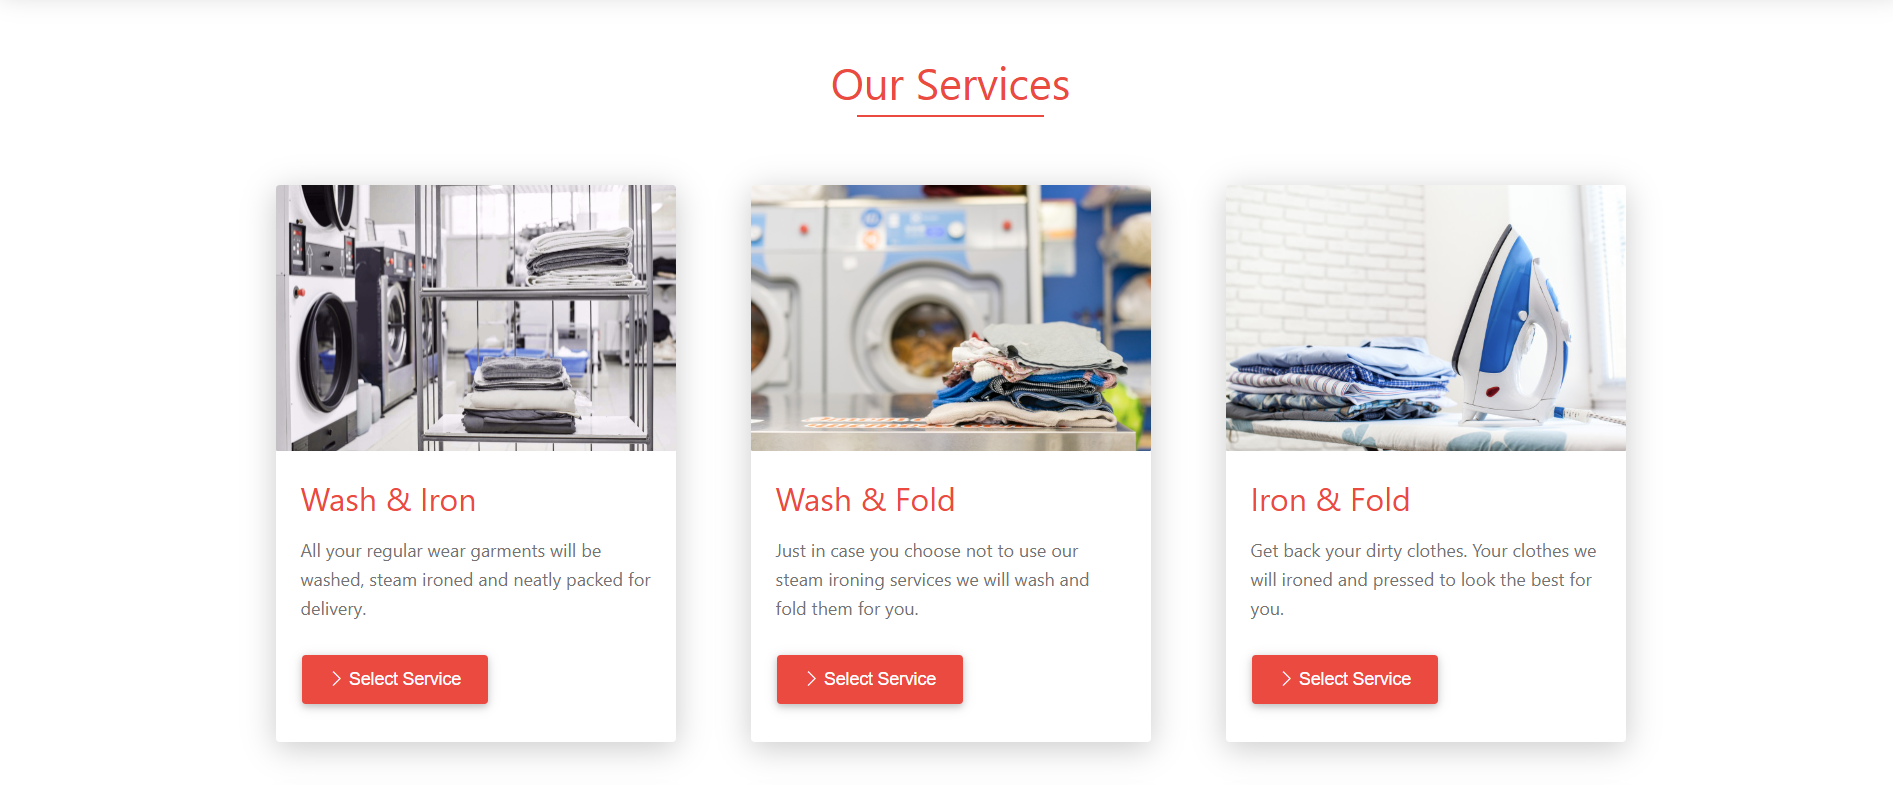 Our Services
Wash & Iron
All your regular wear garments will be
washed, steam ironed and neatly packed for
delivery.
Select Service
Wash & Fold
Just in case you choose not to use our
steam ironing services we will wash and
fold them for you.
Select Service
Iron & Fold
Get back your dirty clothes. Your clothes we
will ironed and pressed to look the best for
you.
Select Service